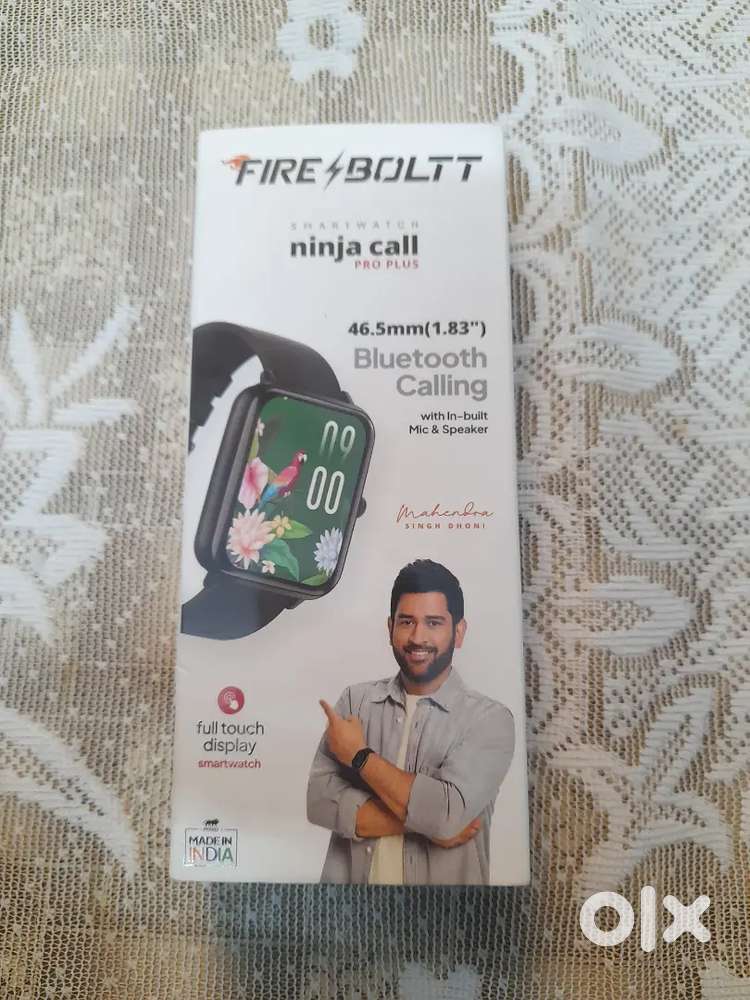 FIRE BOLTT
SMARTWATCH
ninja call
PRO PLUS
46.5mm(1.83")
Bluetooth
Calling
with In-built
Mic & Speaker
09
00
Mahendra
SINGH DHONI
full touch
display
smartwatch
MADE IN
INDIA
olx